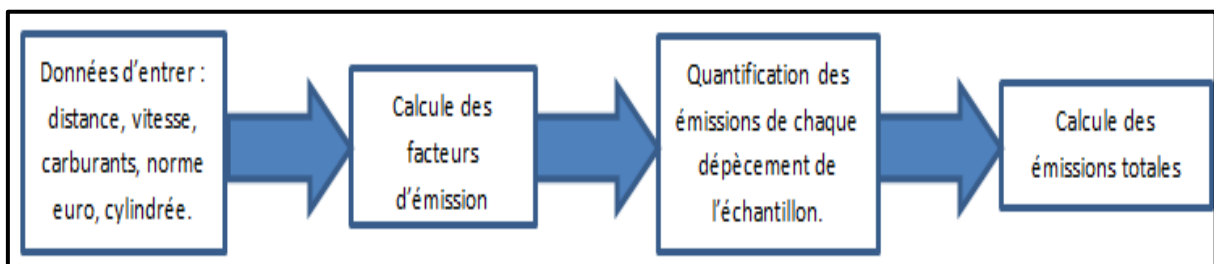 Données d'entrer :
distance, vitesse,
carburants, norme
euro, cylindrée.
Calcule des
facteurs
d'émission
Quantification des
émissions de chaque
dépècement de
l'échantillon.
Calcule des
émissions totales